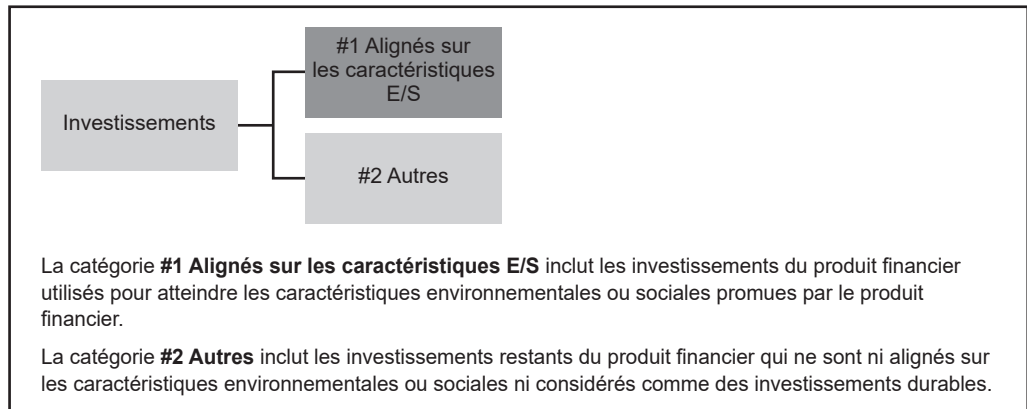 #1 Alignés sur
les caractéristiques
E/S
Investissements
#2 Autres
La catégorie #1 Alignés sur les caractéristiques E/S inclut les investissements du produit financier
utilisés pour atteindre les caractéristiques environnementales ou sociales promues par le produit
financier.
La catégorie #2 Autres inclut les investissements restants du produit financier qui ne sont ni alignés sur
les caractéristiques environnementales ou sociales ni considérés comme des investissements durables.